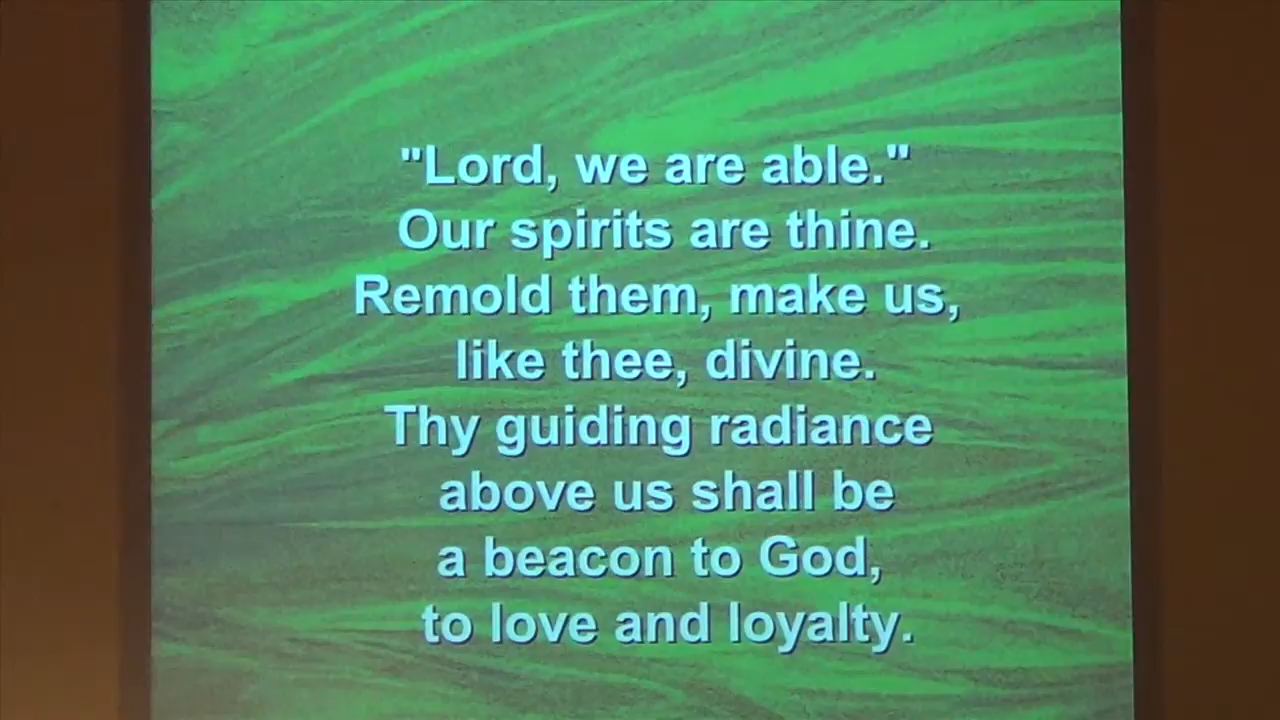 "Lord, we are able."
Our spirits are thine.
Remold them, make us,
like thee, divine.
Thy guiding radiance
above us shall be
a beacon to God,
to love and loyalty.